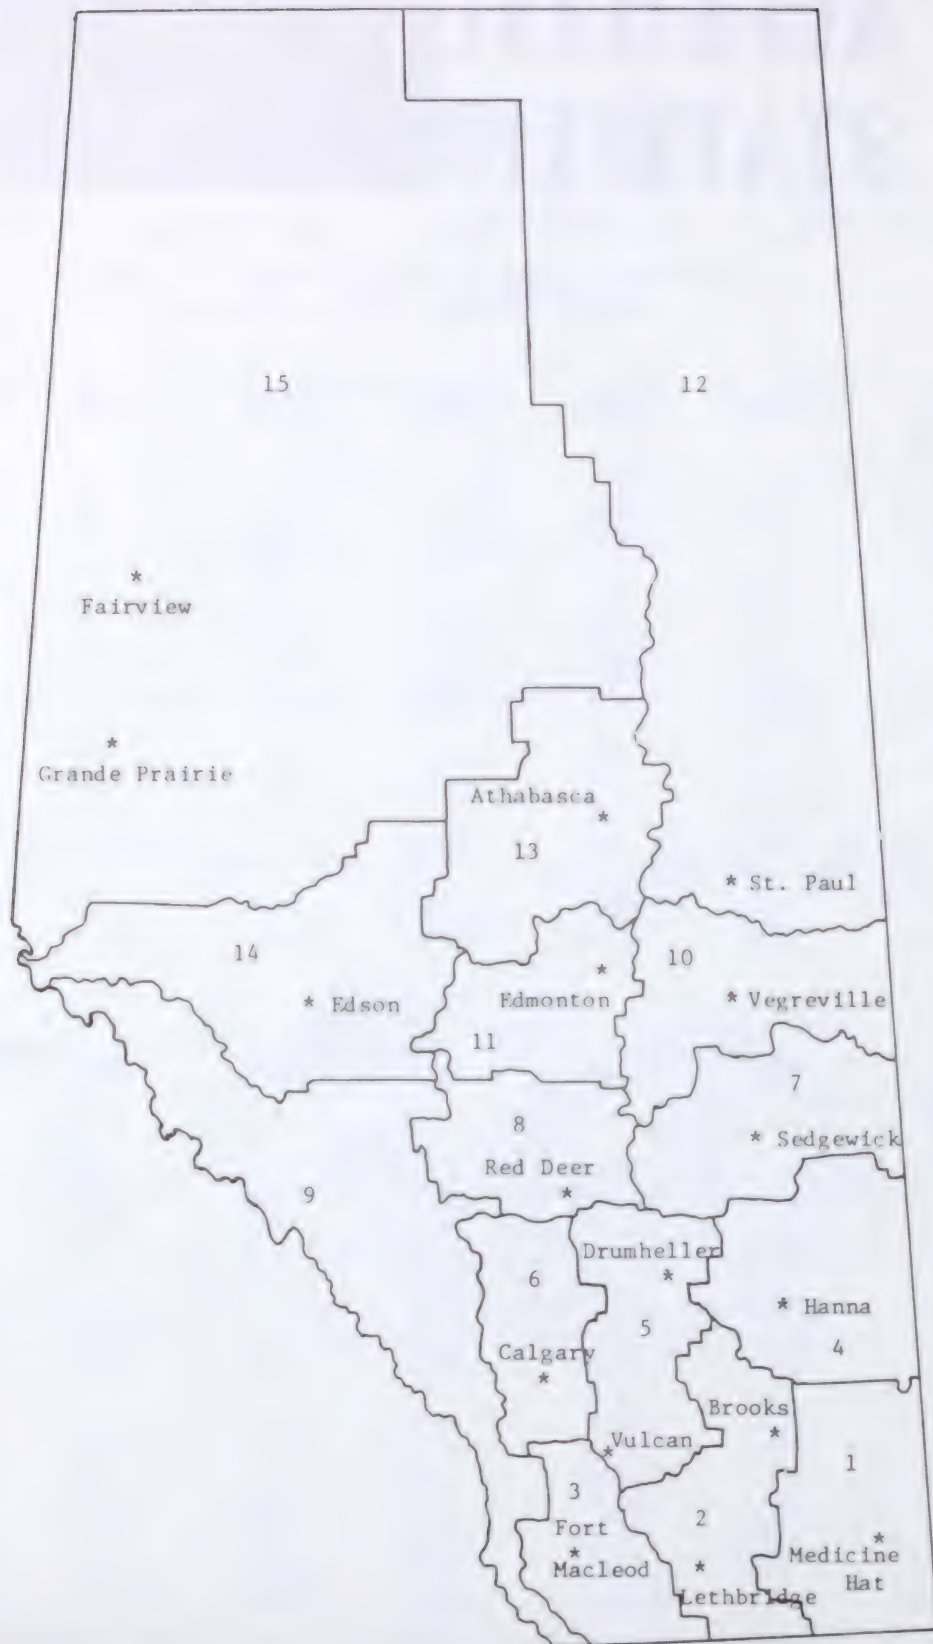 15
12
*
Fairview
*
Grande Prairie
Athabasca
*
13
* St. Paul
14
10
*
* Edson
Edmonton
* Vegreville
11
7
8
* Sedgewick
Red Deer
*
9
Drumheller
*
6
* Hanna
5
4
Calgary
*
Brooks
*
Vulcan
*
1
3
2
Fort
*
Macleod
*
Medicine
Hat
*
Lethbridge